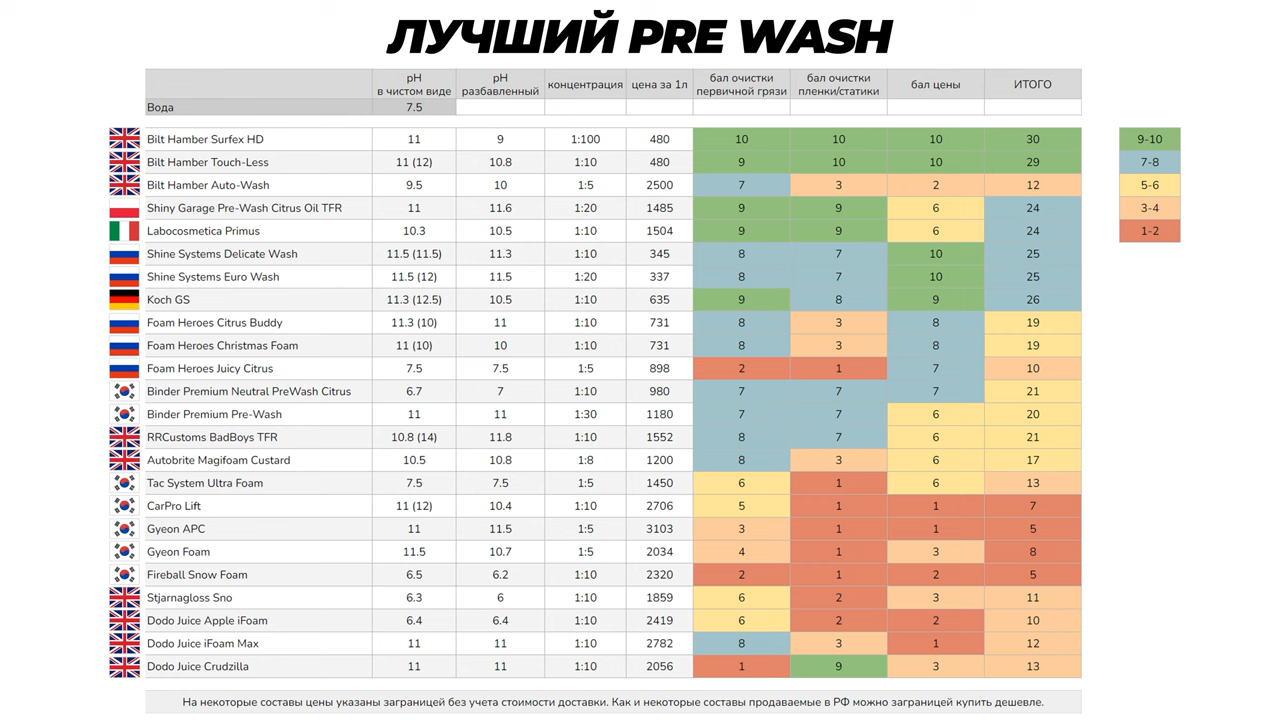 ЛУЧШИЙ PRE WASH
pH в чистом виде pH разбавленный концентрация цена за 1л бал очистки первичной грязи бал очистки пленки/статики бал цены ИТОГО
Вода 7.5
Bilt Hamber Surfex HD 11 9 1:100 480 10 10 10 30 9-10
Bilt Hamber Touch-Less 11 (12) 10.8 1:10 480 9 10 10 29 7-8
Bilt Hamber Auto-Wash 9.5 10 1:5 2500 7 3 2 12 5-6
Shiny Garage Pre-Wash Citrus Oil TFR 11 11.6 1:20 1485 9 9 6 24 3-4
Labocosmetica Primus 10.3 10.5 1:10 1504 9 9 6 24 1-2
Shine Systems Delicate Wash 11.5 (11.5) 11.3 1:10 345 8 7 10 25
Shine Systems Euro Wash 11.5 (12) 11.5 1:20 337 8 7 10 25
Koch GS 11.3 (12.5) 10.5 1:10 635 9 8 9 26
Foam Heroes Citrus Buddy 11.3 (10) 11 1:10 731 8 3 8 19
Foam Heroes Christmas Foam 11 (10) 10 1:10 731 8 3 8 19
Foam Heroes Juicy Citrus 7.5 7.5 1:5 898 2 1 7 10
Binder Premium Neutral PreWash Citrus 6.7 7 1:10 980 7 7 7 21
Binder Premium Pre-Wash 11 11 1:30 1180 7 7 6 20
RRCustoms BadBoys TFR 10.8 (14) 11.8 1:10 1552 8 7 6 21
Autobrite Magifoam Custard 10.5 10.8 1:8 1200 8 3 6 17
Tac System Ultra Foam 7.5 7.5 1:5 1450 6 1 6 13
CarPro Lift 11 (12) 10.4 1:10 2706 5 1 1 7
Gyeon APC 11 11.5 1:5 3103 3 1 1 5
Gyeon Foam 11.5 10.7 1:5 2034 4 1 3 8
Fireball Snow Foam 6.5 6.2 1:10 2320 2 1 2 5
Stjarnagloss Sno 6.3 6 1:10 1859 6 2 3 11
Dodo Juice Apple iFoam 6.4 6.4 1:10 2419 6 2 2 10
Dodo Juice iFoam Max 11 11 1:10 2782 8 3 1 12
Dodo Juice Crudzilla 11 11 1:10 2056 1 9 3 13
На некоторые составы цены указаны заграницей без учета стоимости доставки. Как и некоторые составы продаваемые в РФ можно заграницей купить дешевле.